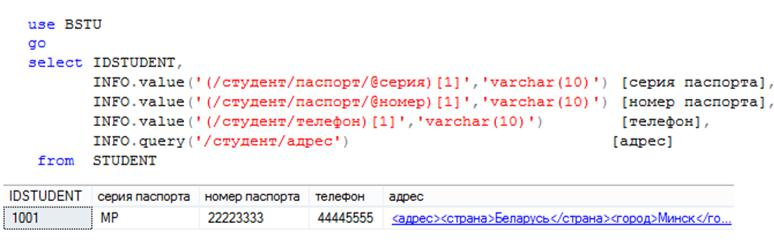 use BSTU
go
select IDSTUDENT,
INFO.value('(/студент/паспорт/@серия)[1]','varchar(10)') [серия паспорта],
INFO.value('(/студент/паспорт/@номер)[1]','varchar(10)') [номер паспорта],
INFO.value('(/студент/телефон)[1]','varchar(10)') [телефон],
INFO.query('/студент/адрес') [адрес]
from STUDENT
IDSTUDENT серия паспорта номер паспорта телефон адрес
1001 МР 22223333 44445555 <адрес><страна>Беларусь</страна><город>Минск</го...